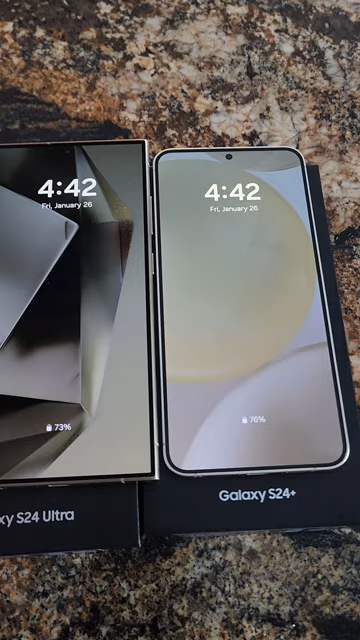 4:42
Fri, January 26
73%
4:42
Fri, January 26
76%
xy S24 Ultra
Galaxy S24+